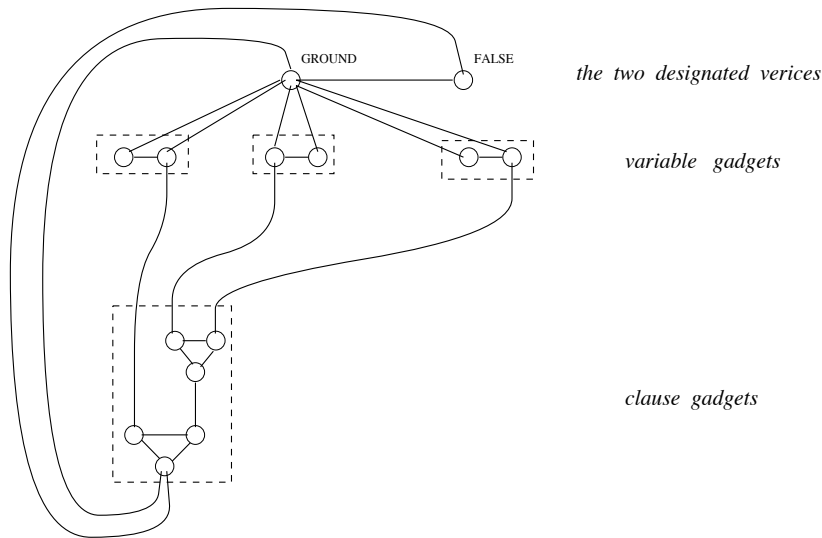 GROUND
FALSE
the two designated verices
variable gadgets
clause gadgets